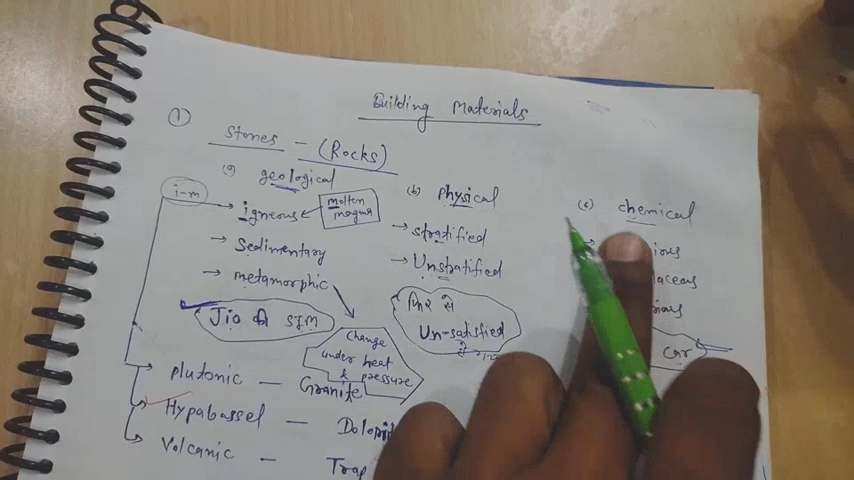 Building Materials
① Stones - (Rocks)
(a) geological
i-m
→ igneous ← molten magma
→ Sedimentary
→ metamorphic
Jio की SIM
Change
under heat
& pressure
(b) Physical
→ stratified
→ Unstratified
फिर से
Un-satisfied
(c) chemical
car
Plutonic — Granite
Hypabassel —
Volcanic — Trap